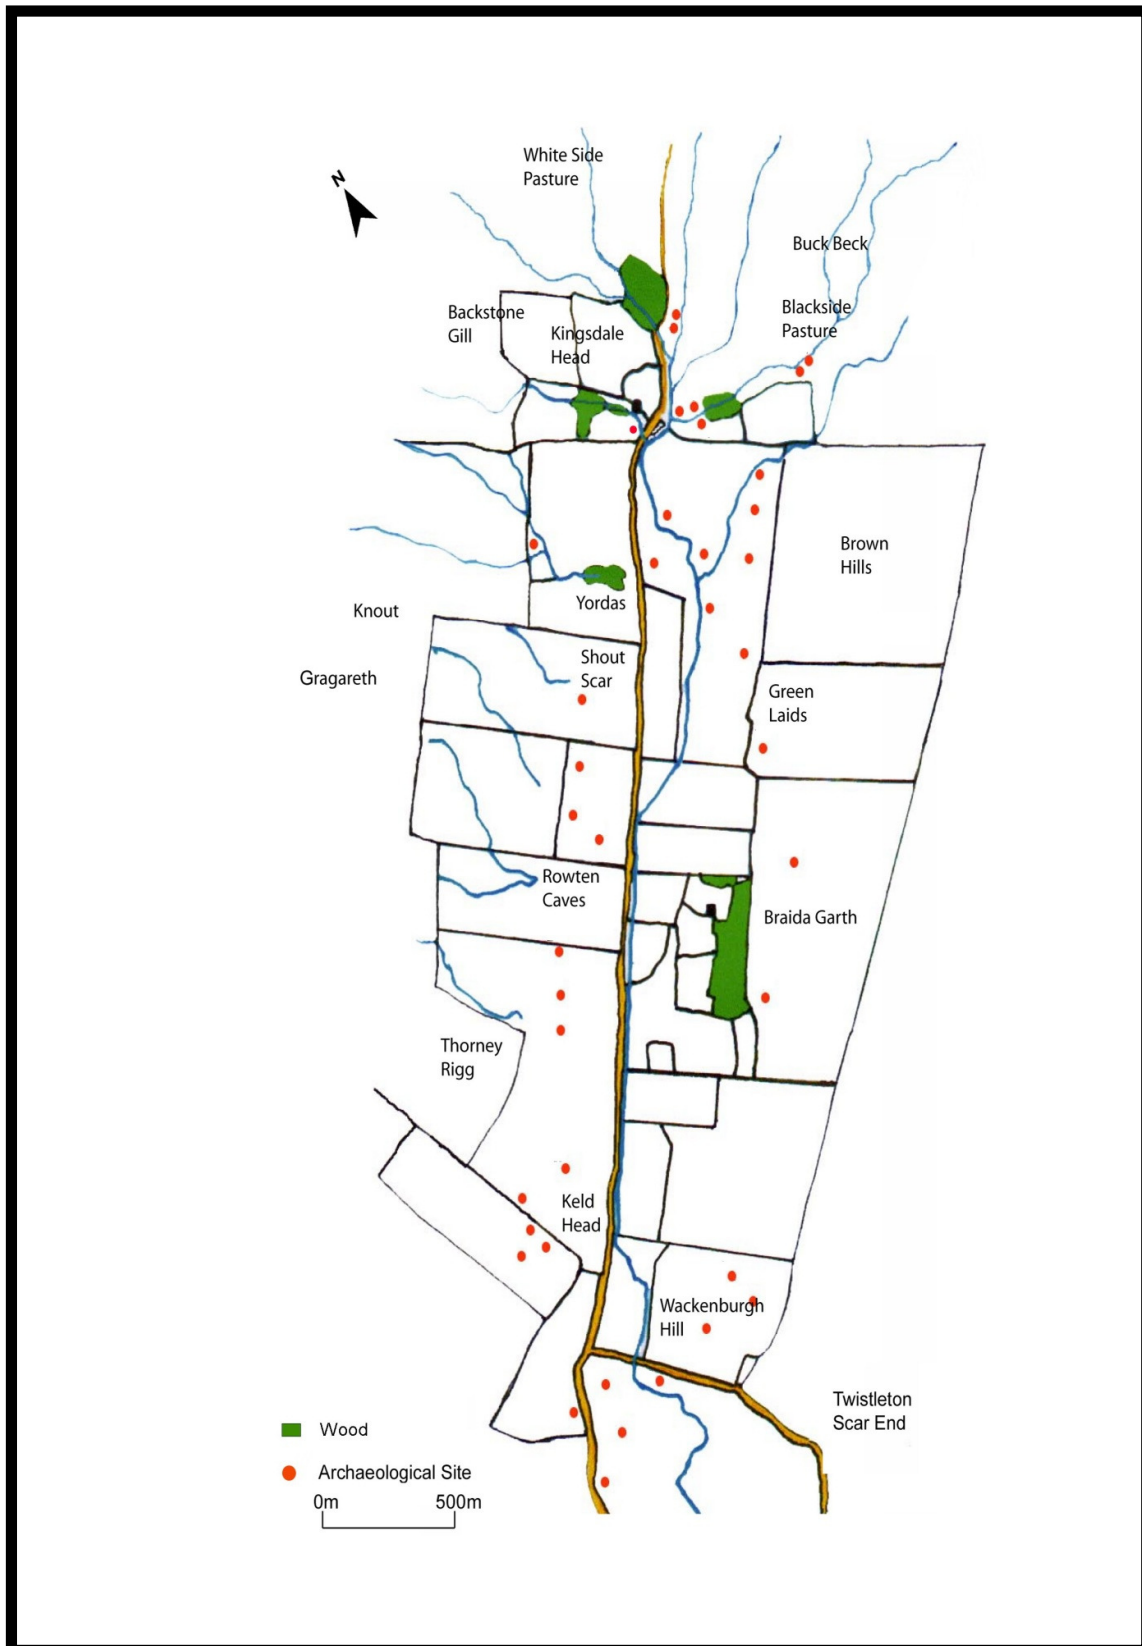 White Side
Pasture
N
Buck Beck
Blackside
Pasture
Backstone
Gill
Kingsdale
Head
Brown
Hills
Yordas
Knout
Shout
Scar
Gragareth
Green
Laids
Rowten
Caves
Braida Garth
Thorney
Rigg
Keld
Head
Wackenburgh
Hill
Twistleton
Scar End
Wood
Archaeological Site
0m 500m